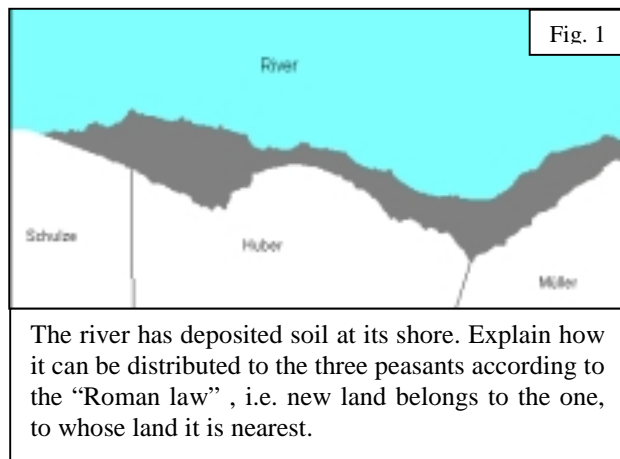 Fig. 1
River
Schulze
Huber
Müller
The river has deposited soil at its shore. Explain how
it can be distributed to the three peasants according to
the “Roman law” , i.e. new land belongs to the one,
to whose land it is nearest.